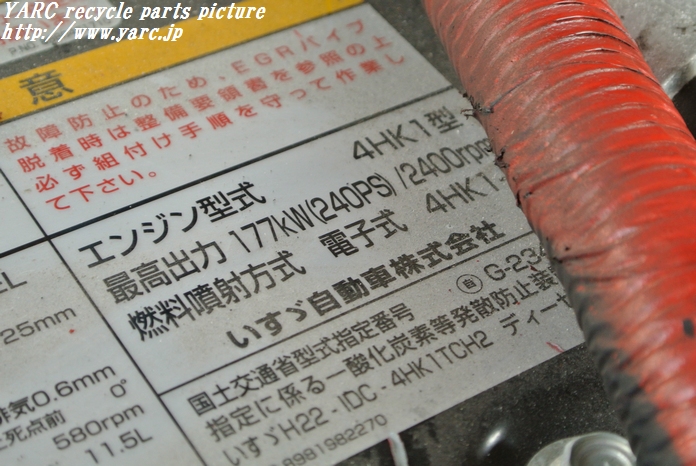 YARC recycle parts picture
http://www.yarc.jp
意
故障防止のため,EGRパイプ
脱着時は整備要領書を参照の上
必ず組付け手順を守って作業し
て下さい。
エンジン型式 4HK1型
最高出力 177kW(240PS)/2400rpm
燃料噴射方式 電子式 4HK1-
いすゞ自動車株式会社
国土交通省型式指定番号 自 G-23
指定に係る一酸化炭素等発散防止装
いすゞH22-IDC-4HK1TCH2 ディーゼ
8981982270
EL
25mm
排気0.6mm
死点前 0°
580rpm
11.5L